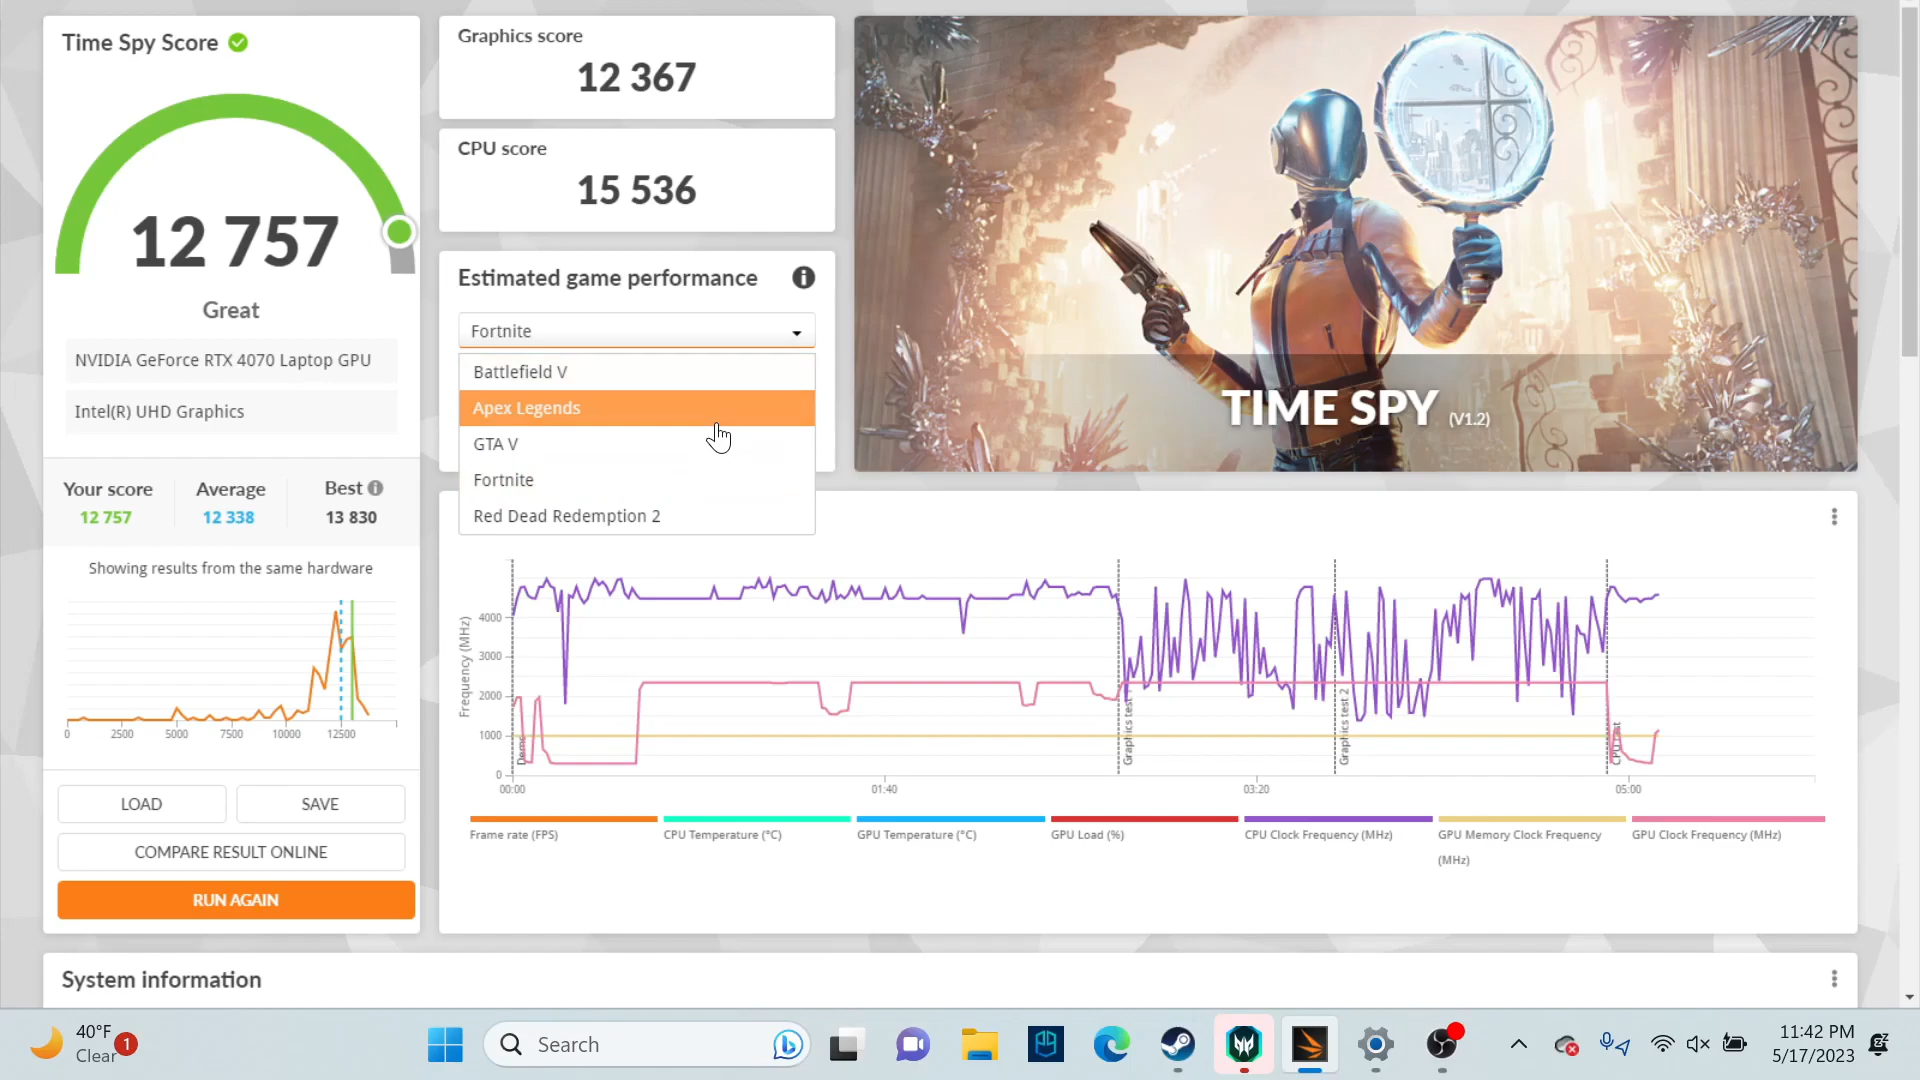 Time Spy Score
12 757
Great
NVIDIA GeForce RTX 4070 Laptop GPU
Intel(R) UHD Graphics
Your score
12 757
Average
12 338
Best
13 830
Showing results from the same hardware
0 2500 5000 7500 10000 12500
LOAD
SAVE
COMPARE RESULT ONLINE
RUN AGAIN
Graphics score
12 367
CPU score
15 536
Estimated game performance
Fortnite
Battlefield V
Apex Legends
GTA V
Fortnite
Red Dead Redemption 2
TIME SPY (V1.2)
Frequency (MHz)
4000
3000
2000
1000
0
Demo
Graphics test
Graphics test 2
00:00 01:40 03:20 05:00
Frame rate (FPS)
CPU Temperature (°C)
GPU Temperature (°C)
GPU Load (%)
CPU Clock Frequency (MHz)
GPU Memory Clock Frequency
(MHz)
GPU Clock Frequency (MHz)
System information
40°F
Clear
1
Search
11:42 PM
5/17/2023